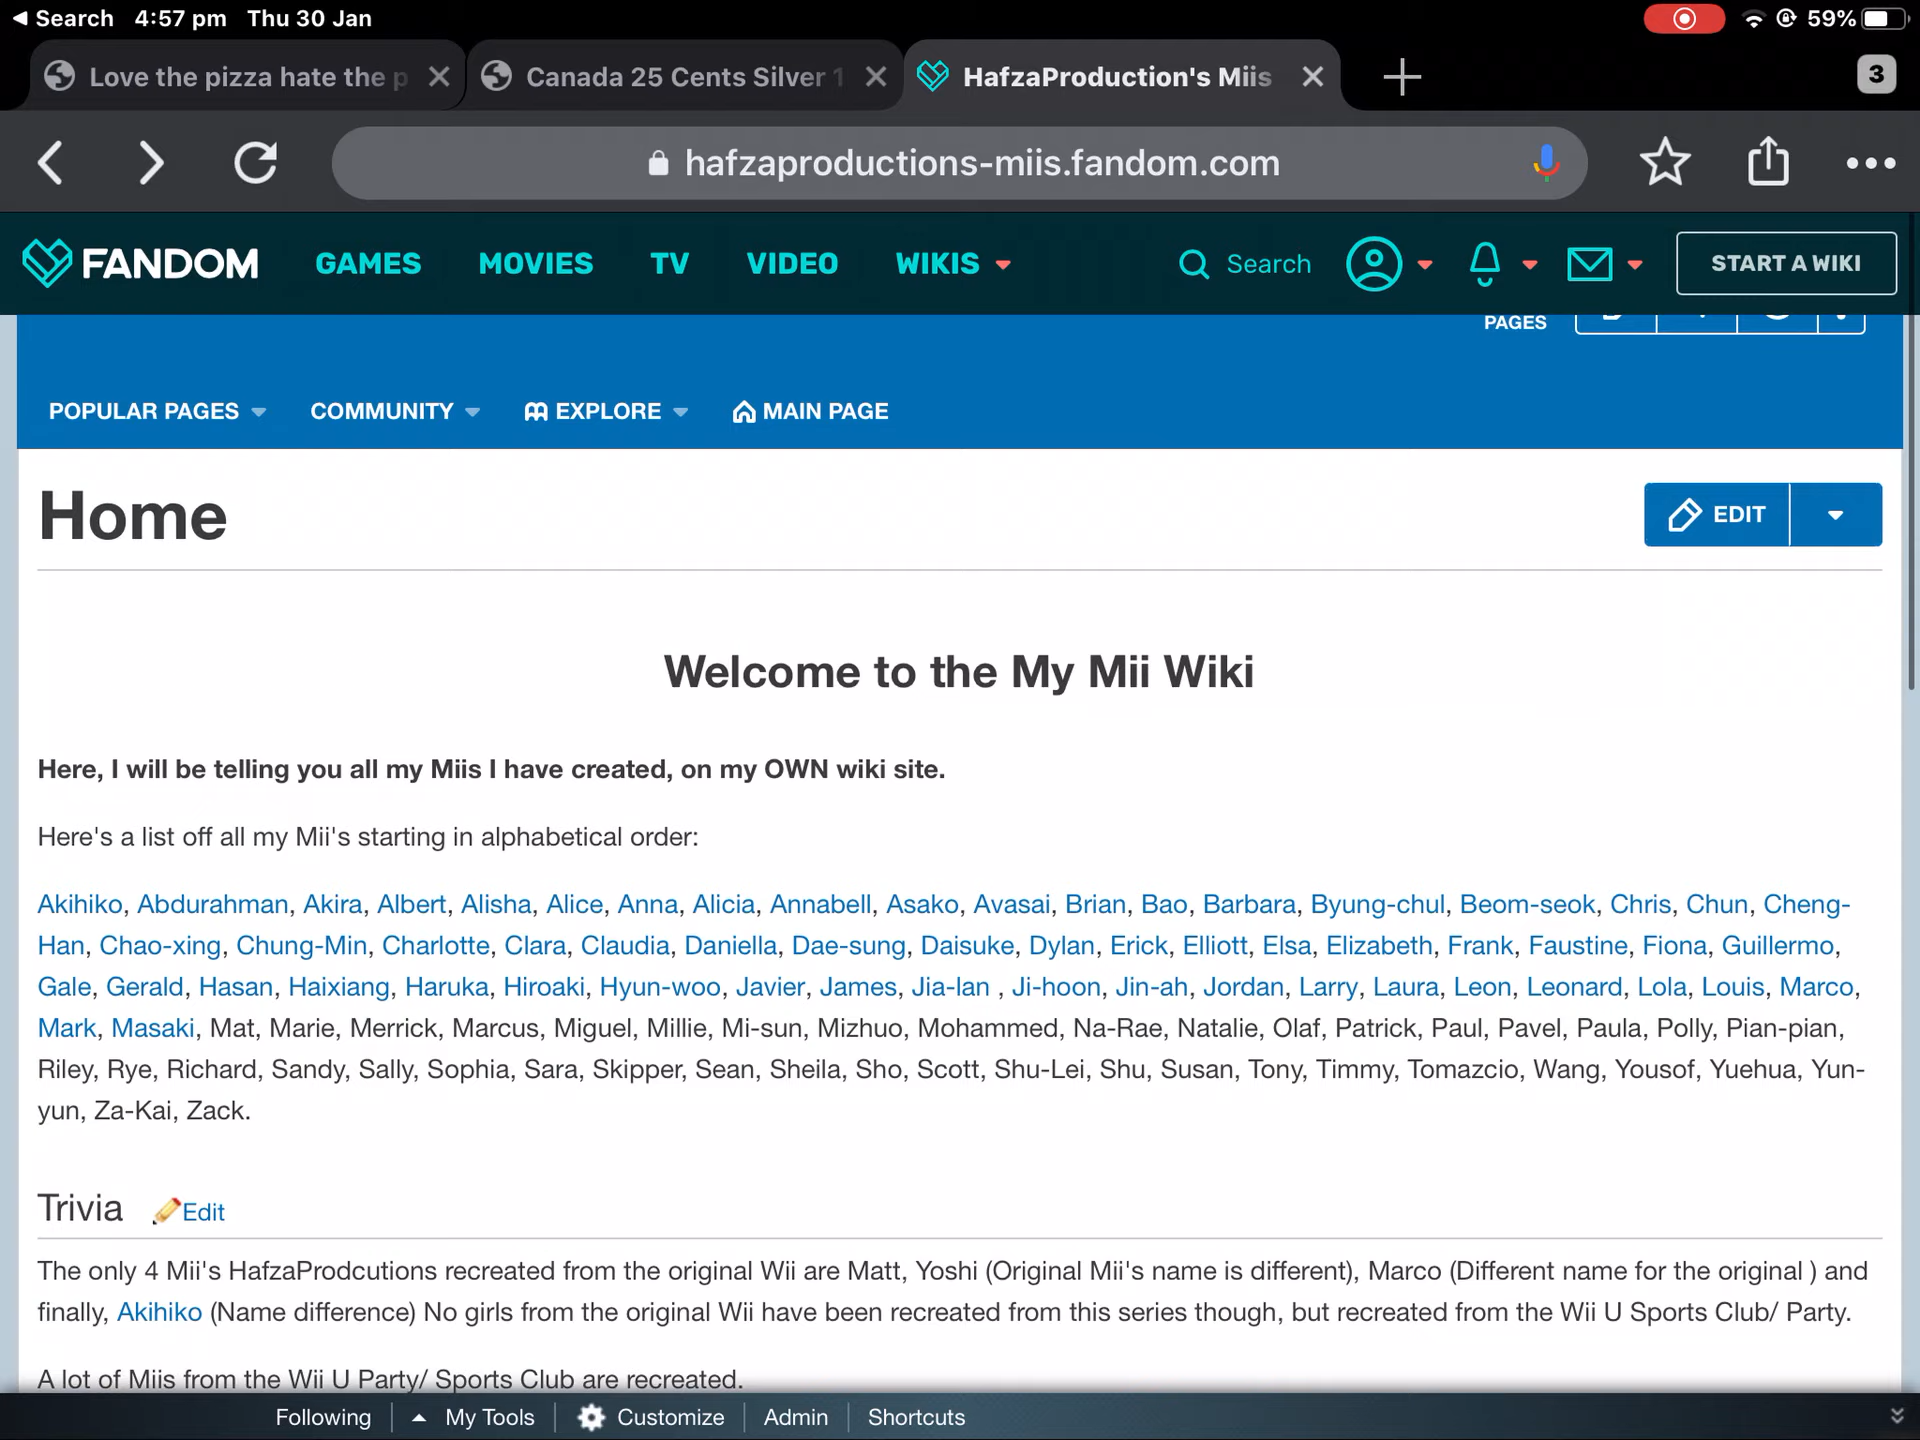 Search 4:57 pm Thu 30 Jan 59%
Love the pizza hate the p Canada 25 Cents Silver 1 HafzaProduction's Miis 3
hafzaproductions-miis.fandom.com
FANDOM GAMES MOVIES TV VIDEO WIKIS Search START A WIKI
PAGES
POPULAR PAGES COMMUNITY EXPLORE MAIN PAGE
Home EDIT
Welcome to the My Mii Wiki
Here, I will be telling you all my Miis I have created, on my OWN wiki site.
Here's a list off all my Mii's starting in alphabetical order:
Akihiko, Abdurahman, Akira, Albert, Alisha, Alice, Anna, Alicia, Annabell, Asako, Avasai, Brian, Bao, Barbara, Byung-chul, Beom-seok, Chris, Chun, Cheng-
Han, Chao-xing, Chung-Min, Charlotte, Clara, Claudia, Daniella, Dae-sung, Daisuke, Dylan, Erick, Elliott, Elsa, Elizabeth, Frank, Faustine, Fiona, Guillermo,
Gale, Gerald, Hasan, Haixiang, Haruka, Hiroaki, Hyun-woo, Javier, James, Jia-lan , Ji-hoon, Jin-ah, Jordan, Larry, Laura, Leon, Leonard, Lola, Louis, Marco,
Mark, Masaki, Mat, Marie, Merrick, Marcus, Miguel, Millie, Mi-sun, Mizhuo, Mohammed, Na-Rae, Natalie, Olaf, Patrick, Paul, Pavel, Paula, Polly, Pian-pian,
Riley, Rye, Richard, Sandy, Sally, Sophia, Sara, Skipper, Sean, Sheila, Sho, Scott, Shu-Lei, Shu, Susan, Tony, Timmy, Tomazcio, Wang, Yousof, Yuehua, Yun-
yun, Za-Kai, Zack.
Trivia Edit
The only 4 Mii's HafzaProdcutions recreated from the original Wii are Matt, Yoshi (Original Mii's name is different), Marco (Different name for the original ) and
finally, Akihiko (Name difference) No girls from the original Wii have been recreated from this series though, but recreated from the Wii U Sports Club/ Party.
A lot of Miis from the Wii U Party/ Sports Club are recreated.
Following My Tools Customize Admin Shortcuts